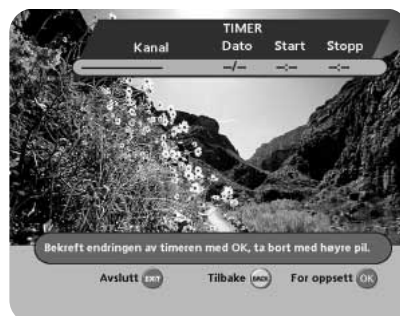 TIMER
Kanal Dato Start Stopp
—/— —:— —:—
Bekreft endringen av timeren med OK, ta bort med høyre pil.
Avslutt EXIT Tilbake BACK For oppsett OK